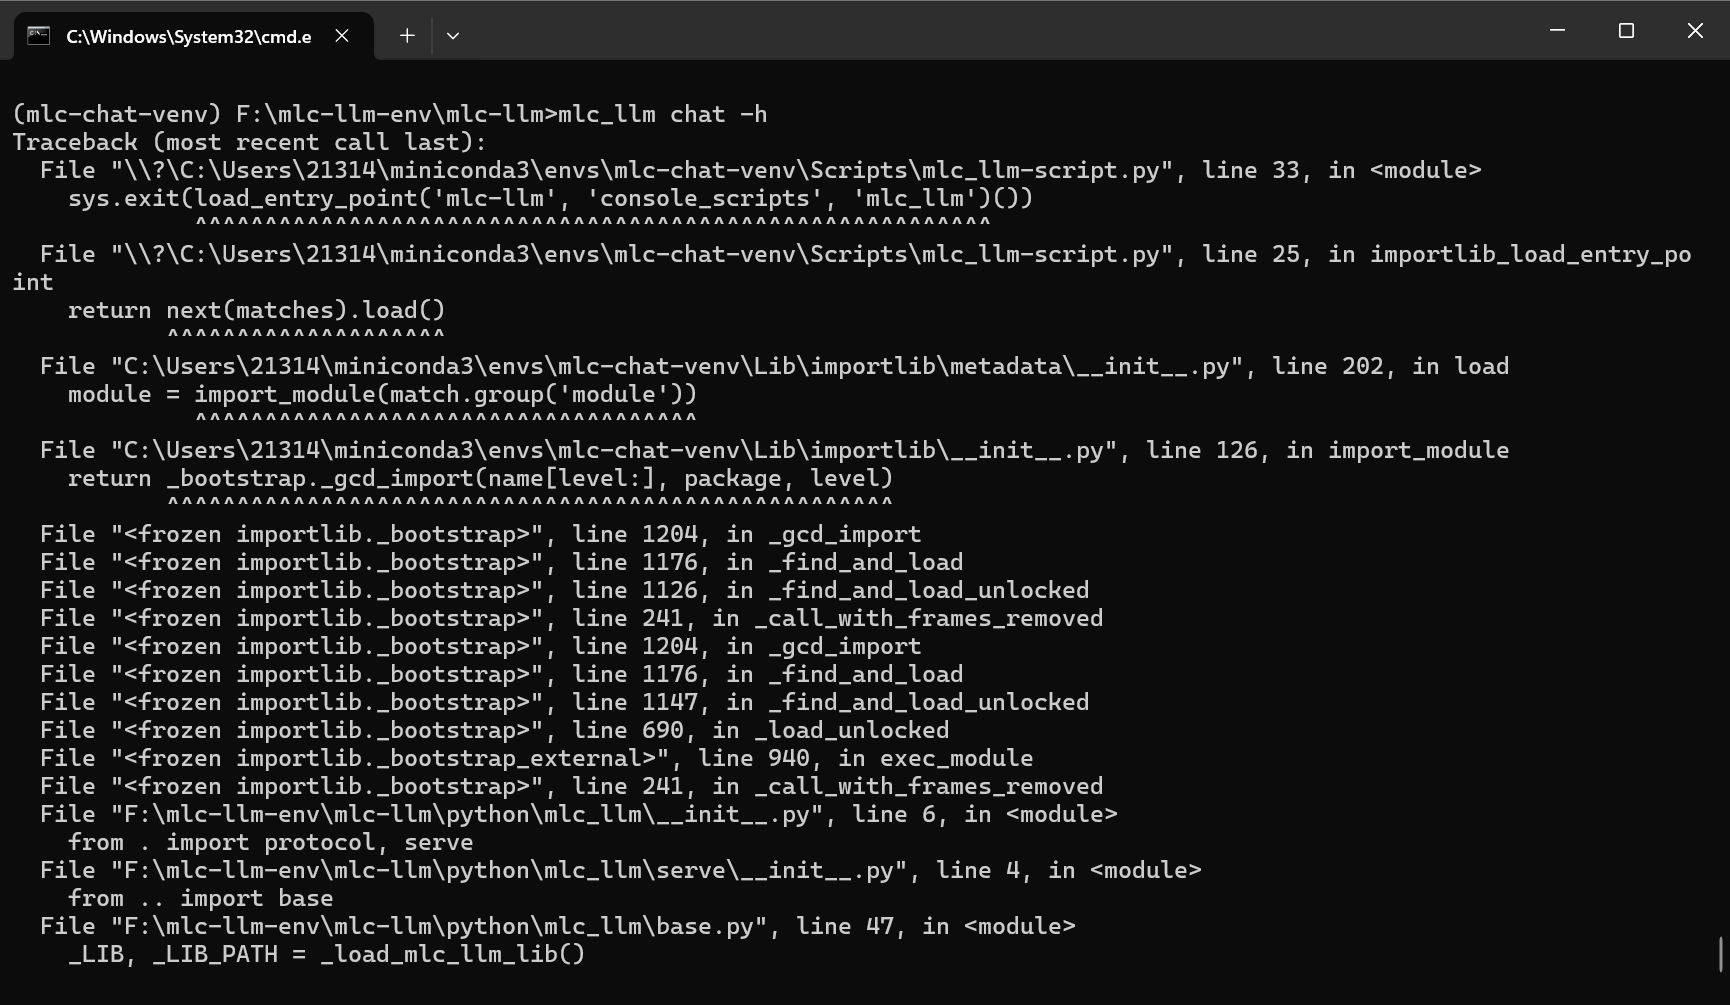 C:\Windows\System32\cmd.e
(mlc-chat-venv) F:\mlc-llm-env\mlc-llm>mlc_llm chat -h
Traceback (most recent call last):
  File "\\?\C:\Users\21314\miniconda3\envs\mlc-chat-venv\Scripts\mlc_llm-script.py", line 33, in <module>
    sys.exit(load_entry_point('mlc-llm', 'console_scripts', 'mlc_llm')())
             ^^^^^^^^^^^^^^^^^^^^^^^^^^^^^^^^^^^^^^^^^^^^^^^^^^^^^^^^^
  File "\\?\C:\Users\21314\miniconda3\envs\mlc-chat-venv\Scripts\mlc_llm-script.py", line 25, in importlib_load_entry_po
int
    return next(matches).load()
           ^^^^^^^^^^^^^^^^^^^^
  File "C:\Users\21314\miniconda3\envs\mlc-chat-venv\Lib\importlib\metadata\__init__.py", line 202, in load
    module = import_module(match.group('module'))
             ^^^^^^^^^^^^^^^^^^^^^^^^^^^^^^^^^^^^
  File "C:\Users\21314\miniconda3\envs\mlc-chat-venv\Lib\importlib\__init__.py", line 126, in import_module
    return _bootstrap._gcd_import(name[level:], package, level)
           ^^^^^^^^^^^^^^^^^^^^^^^^^^^^^^^^^^^^^^^^^^^^^^^^^^^^
  File "<frozen importlib._bootstrap>", line 1204, in _gcd_import
  File "<frozen importlib._bootstrap>", line 1176, in _find_and_load
  File "<frozen importlib._bootstrap>", line 1126, in _find_and_load_unlocked
  File "<frozen importlib._bootstrap>", line 241, in _call_with_frames_removed
  File "<frozen importlib._bootstrap>", line 1204, in _gcd_import
  File "<frozen importlib._bootstrap>", line 1176, in _find_and_load
  File "<frozen importlib._bootstrap>", line 1147, in _find_and_load_unlocked
  File "<frozen importlib._bootstrap>", line 690, in _load_unlocked
  File "<frozen importlib._bootstrap_external>", line 940, in exec_module
  File "<frozen importlib._bootstrap>", line 241, in _call_with_frames_removed
  File "F:\mlc-llm-env\mlc-llm\python\mlc_llm\__init__.py", line 6, in <module>
    from . import protocol, serve
  File "F:\mlc-llm-env\mlc-llm\python\mlc_llm\serve\__init__.py", line 4, in <module>
    from .. import base
  File "F:\mlc-llm-env\mlc-llm\python\mlc_llm\base.py", line 47, in <module>
    _LIB, _LIB_PATH = _load_mlc_llm_lib()